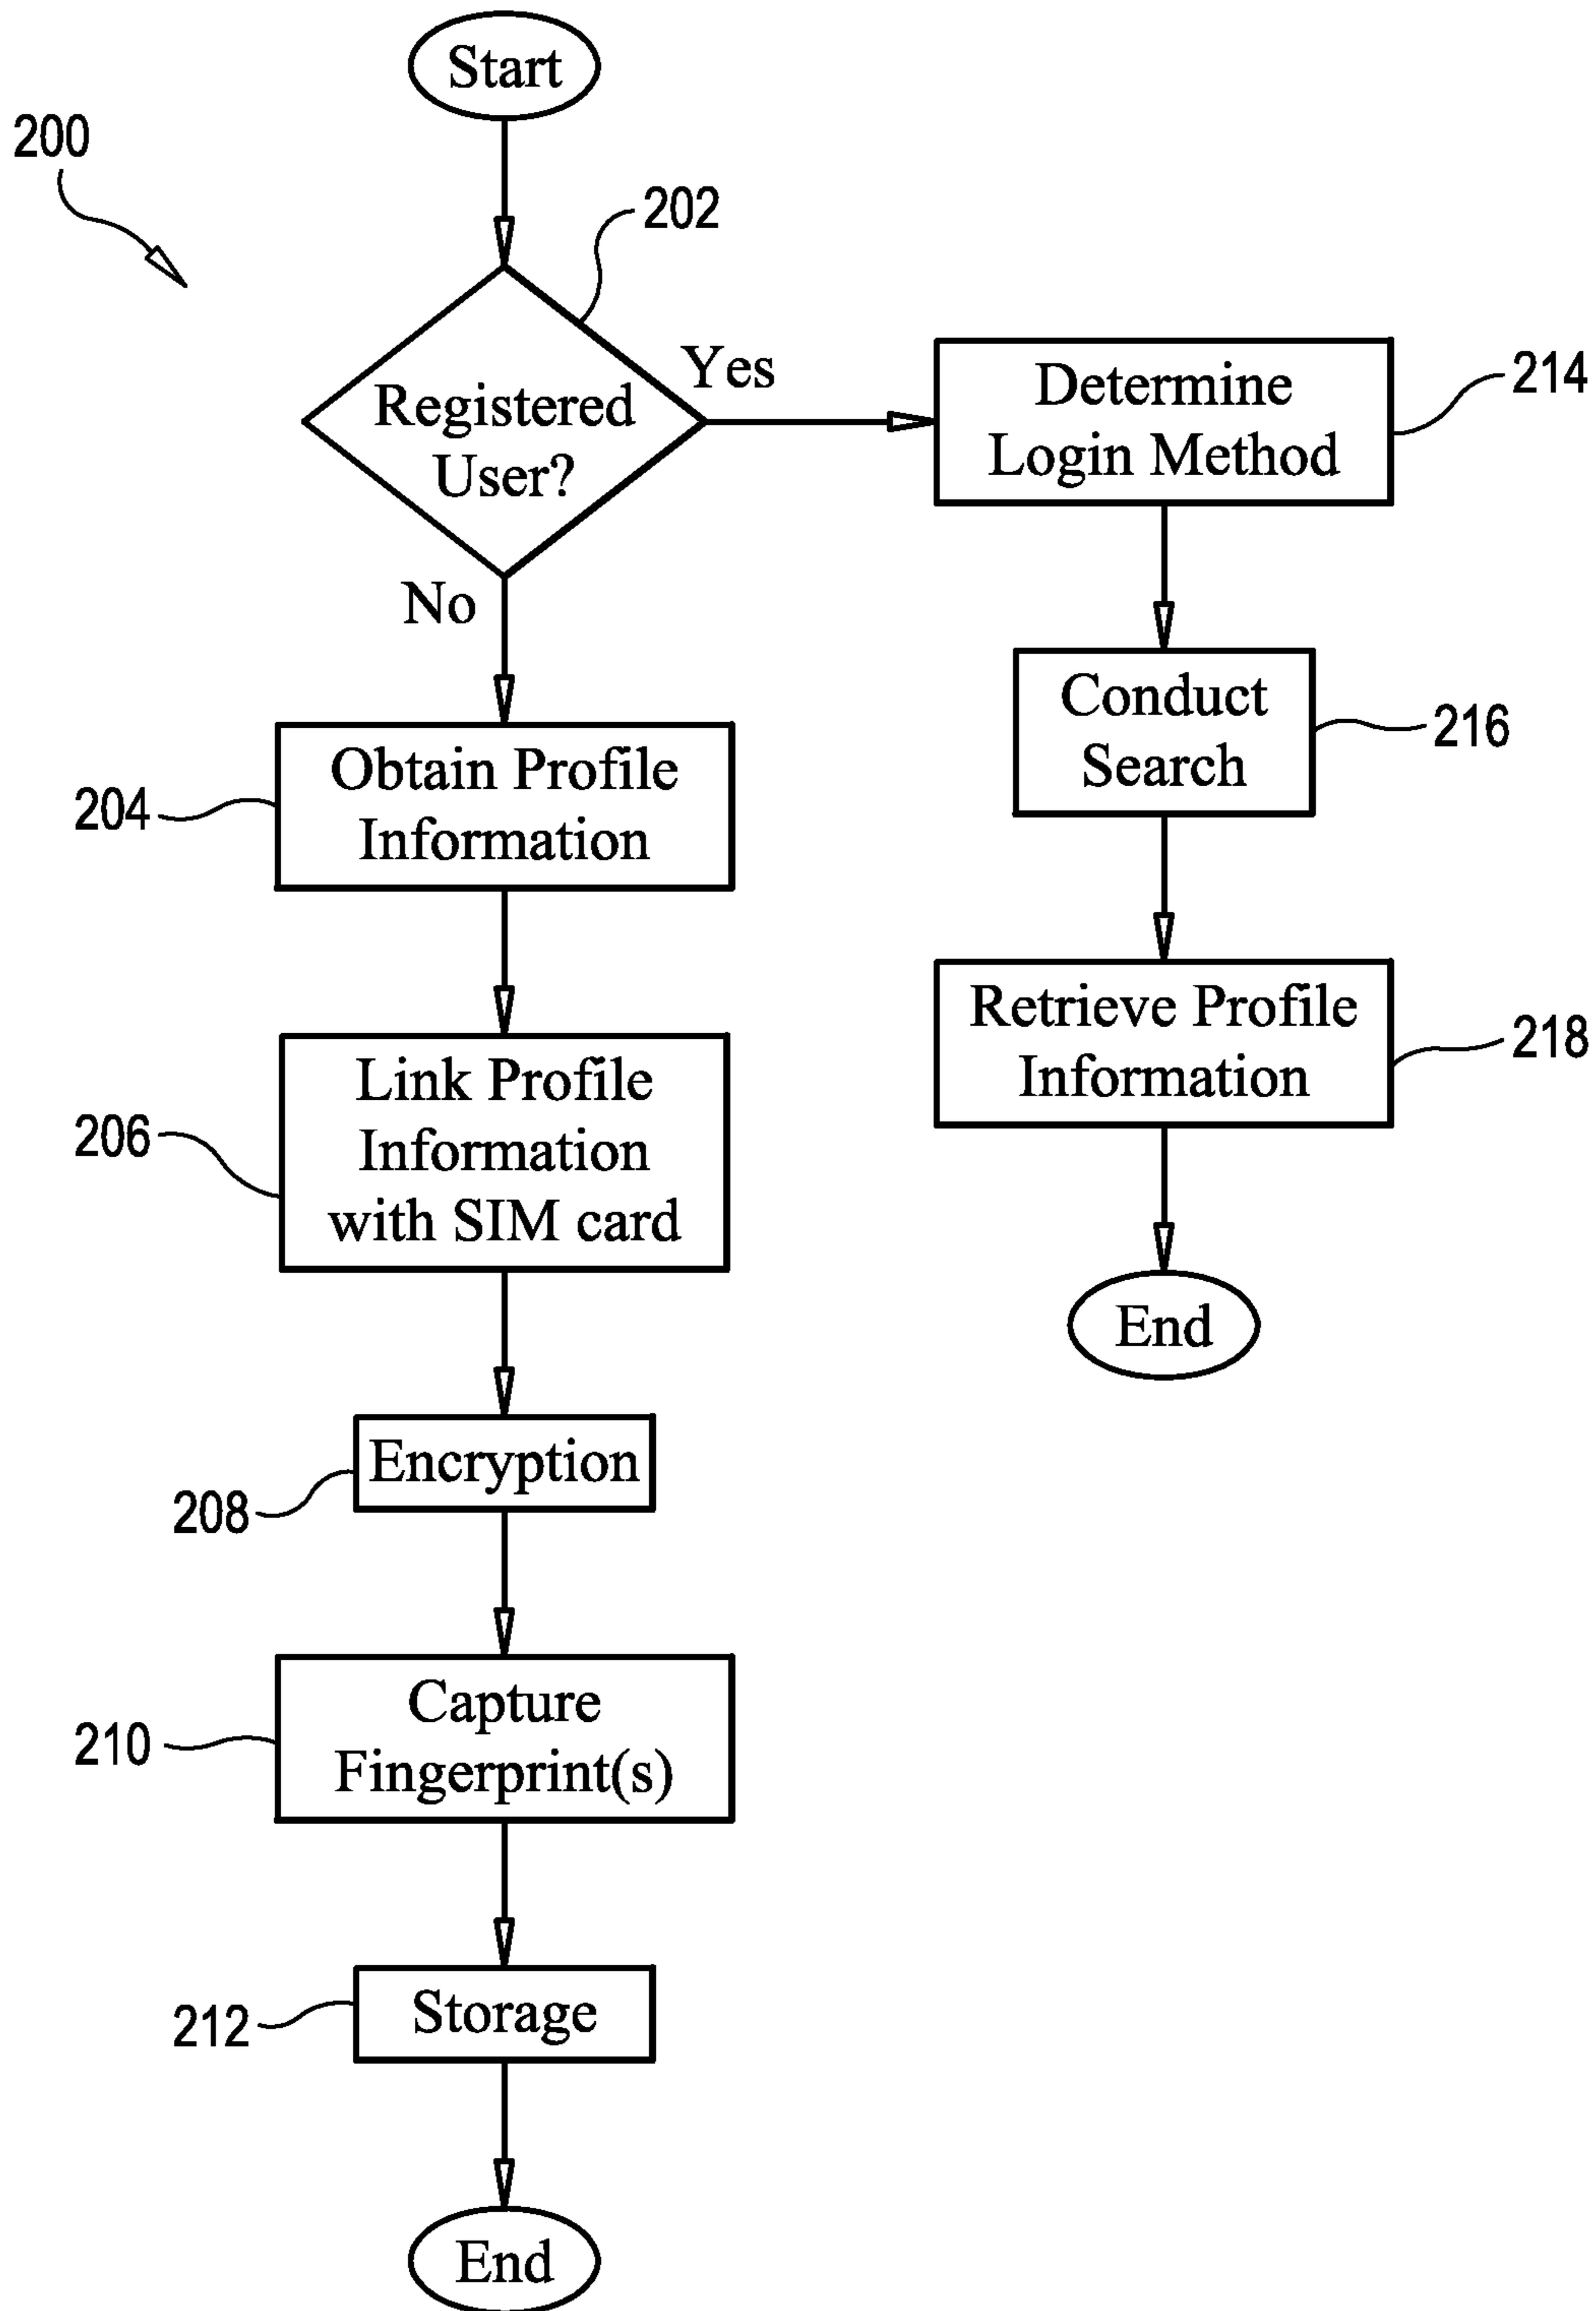 Start
200
202
Registered
User?
Yes
No
Determine
Login Method
214
Conduct
Search
216
Obtain Profile
Information
204
Retrieve Profile
Information
218
Link Profile
Information
with SIM card
206
End
Encryption
208
Capture
Fingerprint(s)
210
Storage
212
End